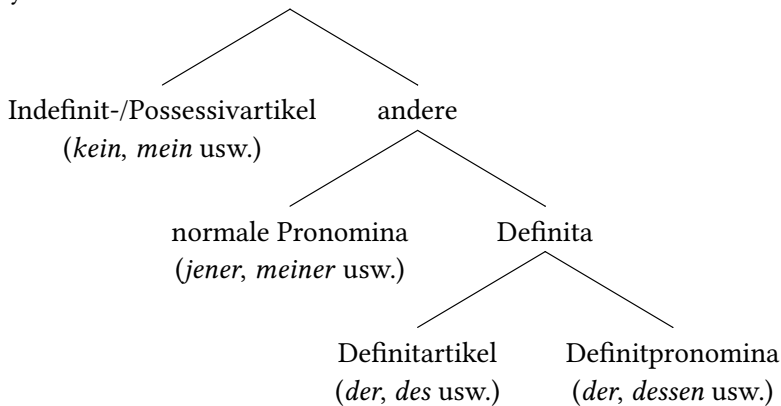 Indefinit-/Possessivartikel andere
(kein, mein usw.)
normale Pronomina Definita
(jener, meiner usw.)
Definitartikel Definitpronomina
(der, des usw.) (der, dessen usw.)